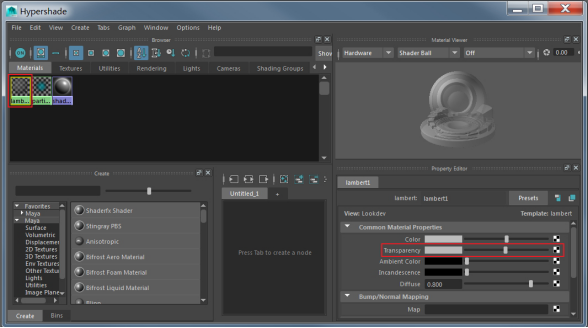 Hypershade
File Edit View Create Tabs Graph Window Options Help
Browser
ON
Show
Materials Textures Utilities Rendering Lights Cameras Shading Groups
lamb... parti... shad...
Material Viewer
Hardware Shader Ball Off 0.00
Create
Favorites
Maya
Maya
Surface
Volumetric
Displacemen
2D Textures
3D Textures
Env Textures
Other Textur
Lights
Utilities
Image Planes
Shaderfx Shader
Stingray PBS
Anisotropic
Bifrost Aero Material
Bifrost Foam Material
Bifrost Liquid Material
Blinn
Create Bins
Untitled_1 +
Press Tab to create a node
Property Editor
lambert1
lambert: lambert1 Presets
View: Lookdev Template: lambert
Common Material Properties
Color
Transparency
Ambient Color
Incandescence
Diffuse 0.800
Bump/Normal Mapping
Map